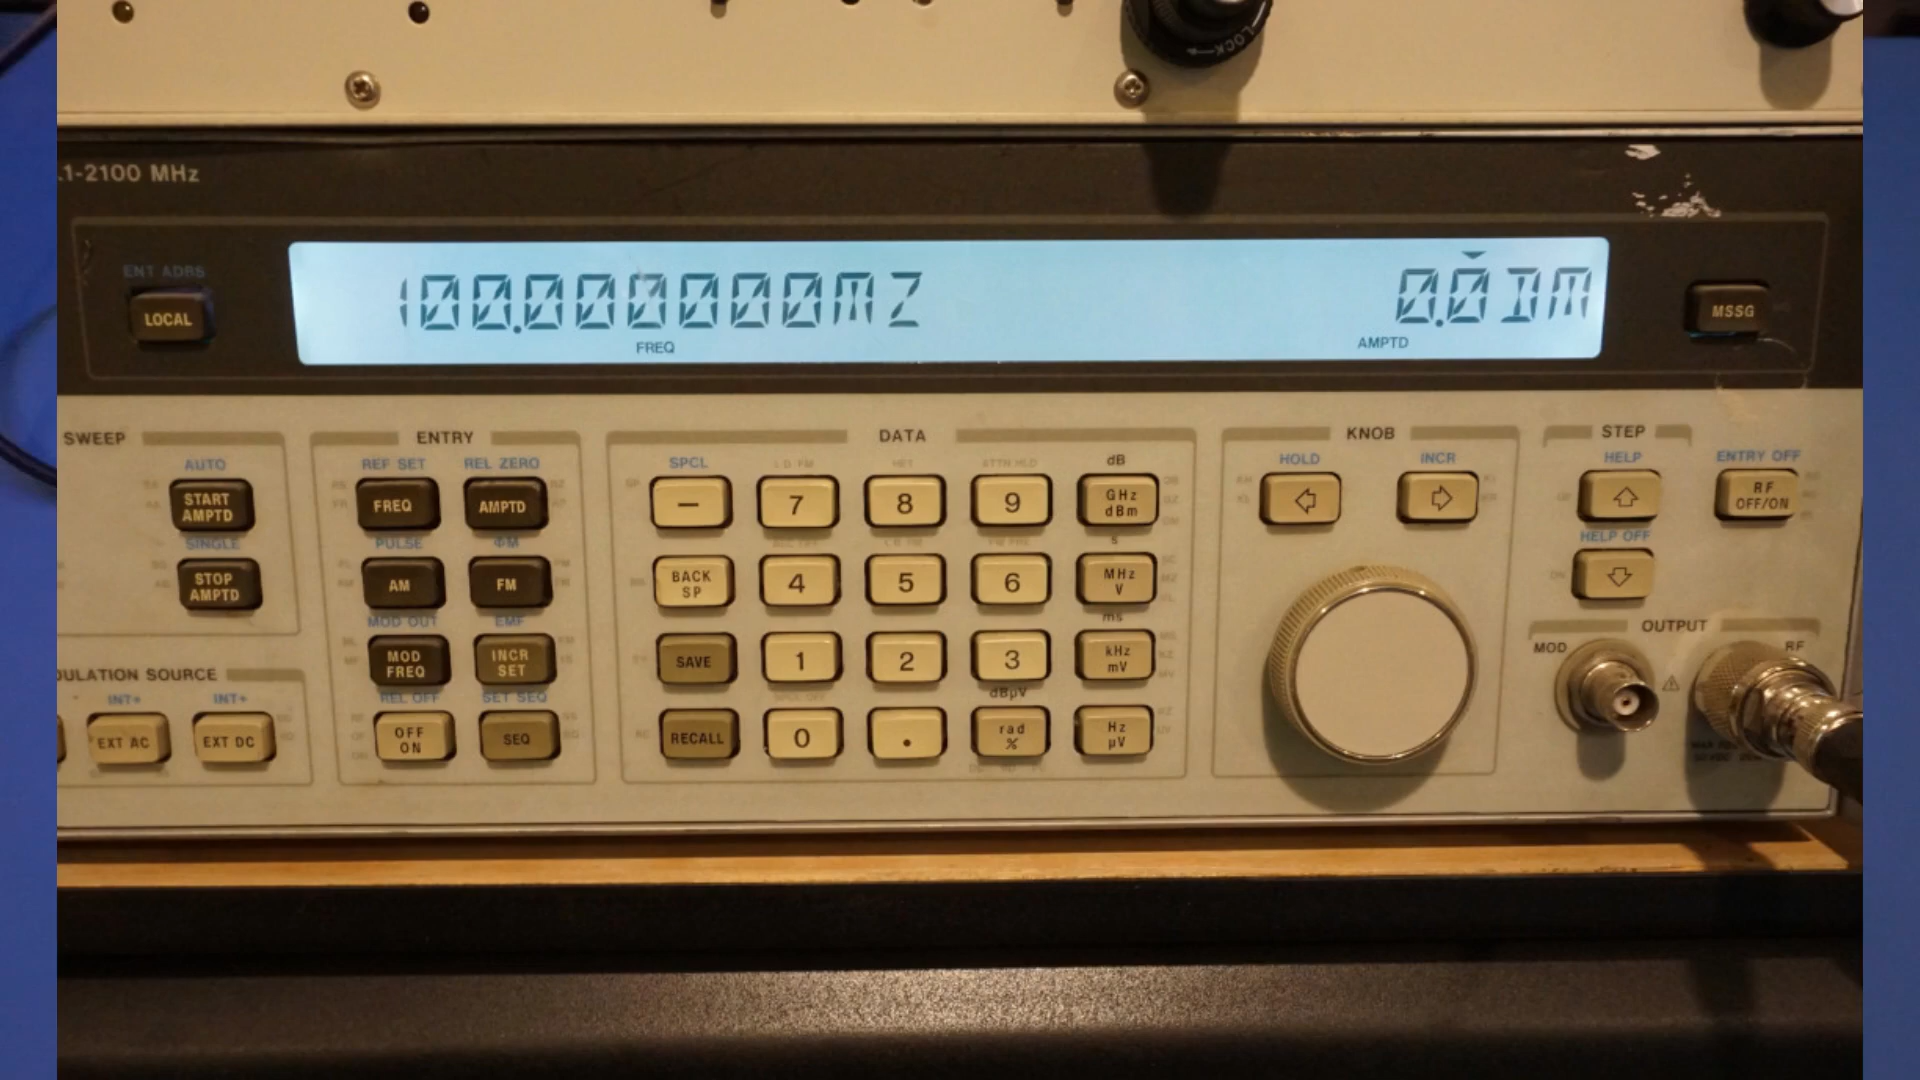 LOCK
.1-2100 MHz
ENT ADRS
LOCAL
100.00000000MZ
0.0DM
FREQ
AMPTD
MSSG
SWEEP
ENTRY
DATA
KNOB
STEP
AUTO
REF SET
REL ZERO
SPCL
dB
HOLD
INCR
HELP
ENTRY OFF
START
AMPTD
FREQ
AMPTD
—
7
8
9
GHz
dBm
RF
OFF/ON
SINGLE
PULSE
ΦM
s
HELP OFF
STOP
AMPTD
AM
FM
BACK
SP
4
5
6
MHz
V
MOD OUT
EMF
ms
OUTPUT
MOD
FREQ
INCR
SET
SAVE
1
2
3
kHz
mV
MOD
RF
DULATION SOURCE
INT+
INT+
REL OFF
SET SEQ
dBµV
EXT AC
EXT DC
OFF
ON
SEQ
RECALL
0
.
rad
%
Hz
µV